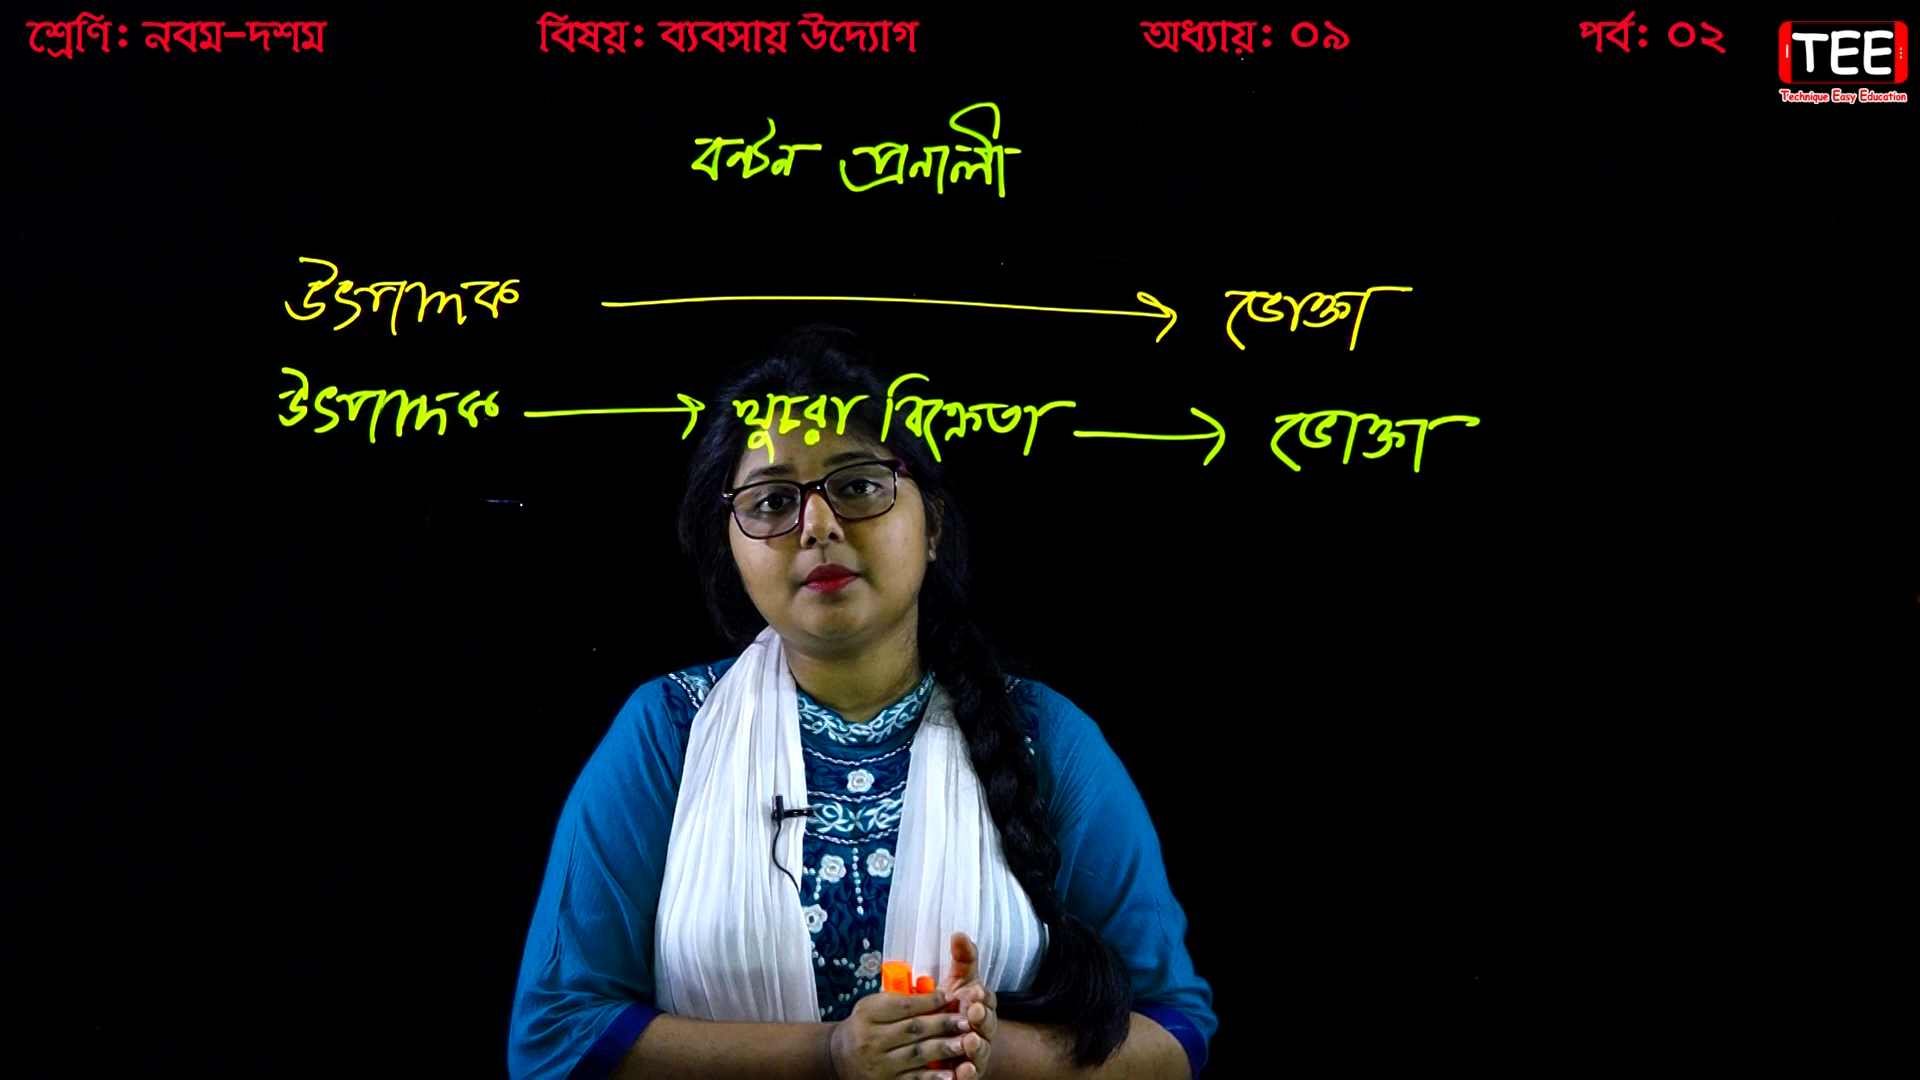 শ্রেণি: নবম-দশম বিষয়: ব্যবসায় উদ্যোগ অধ্যায়: ০৯ পর্ব: ০২
TEE
Technique Easy Education
বন্টন প্রনালী
উৎপাদক → ভোক্তা
উৎপাদক → খুচরা বিক্রেতা → ভোক্তা